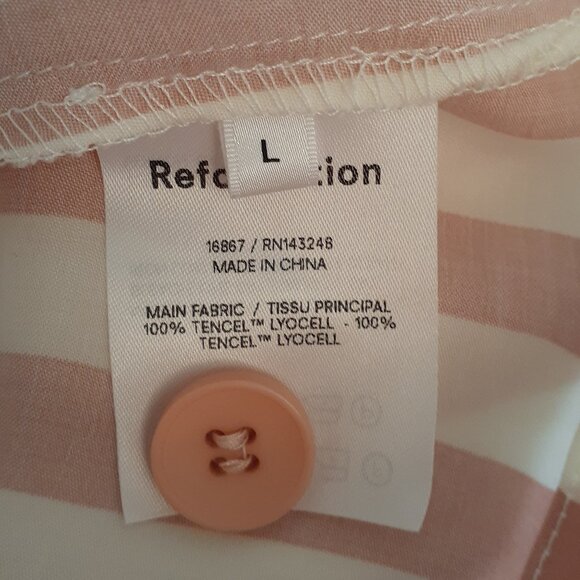 L
Refo tion
16867 / RN143248
MADE IN CHINA
MAIN FABRIC / TISSU PRINCIPAL
100% TENCEL™ LYOCELL - 100%
TENCEL™ LYOCELL